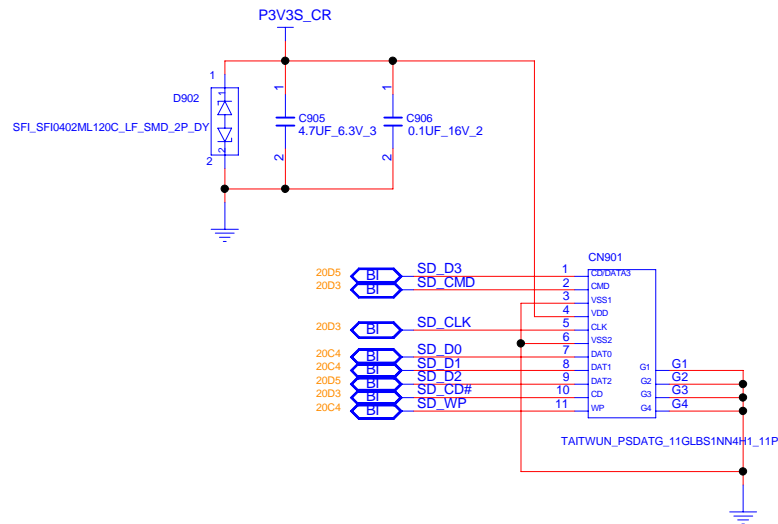 P3V3S_CR
1
D902
1
2
SFI_SFI0402ML120C_LF_SMD_2P_DY
2
1
C905
4.7UF_6.3V_3
2
1
C906
0.1UF_16V_2
2
CN901
20D5 BI SD_D3 1 CD/DATA3
20D3 BI SD_CMD 2 CMD
3 VSS1
4 VDD
20D3 BI SD_CLK 5 CLK
6 VSS2
20C4 BI SD_D0 7 DAT0
20C4 BI SD_D1 8 DAT1 G1 G1
20D5 BI SD_D2 9 DAT2 G2 G2
20D3 BI SD_CD# 10 CD G3 G3
20C4 BI SD_WP 11 WP G4 G4
TAITWUN_PSDATG_11GLBS1NN4H1_11P